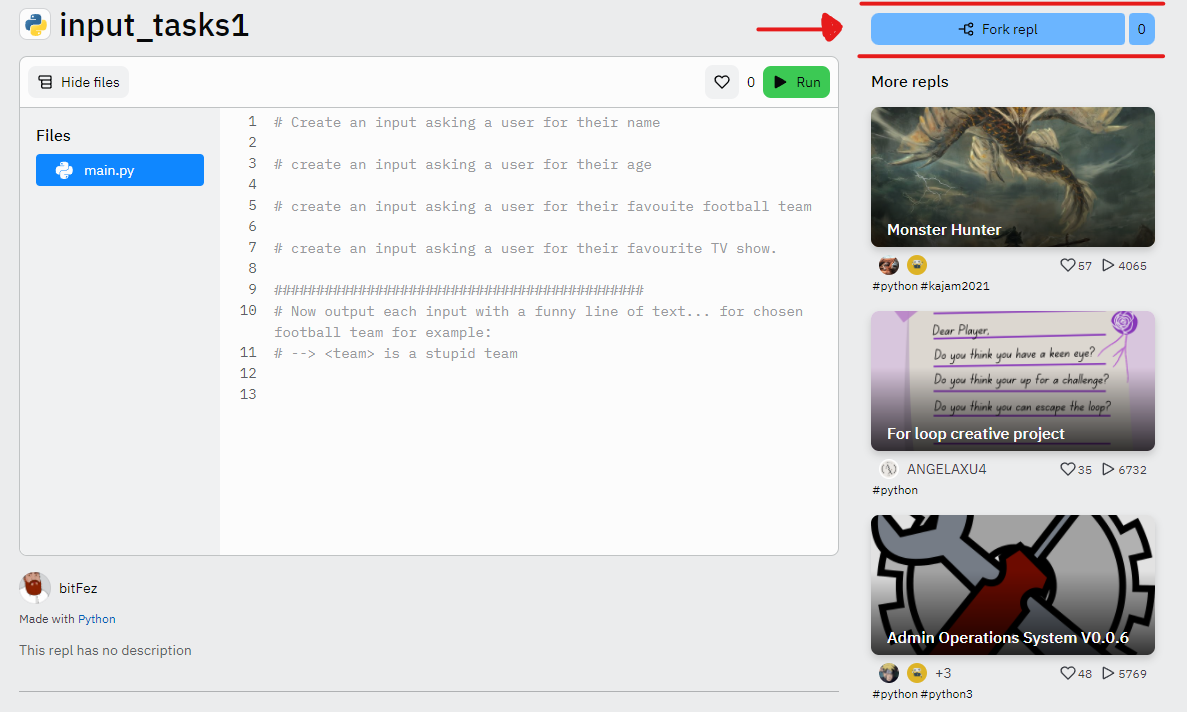 input_tasks1
Fork repl
0
Hide files
0
Run
Files
main.py
1 # Create an input asking a user for their name
2
3 # create an input asking a user for their age
4
5 # create an input asking a user for their favouite football team
6
7 # create an input asking a user for their favourite TV show.
8
9 ############################################
10 # Now output each input with a funny line of text... for chosen
football team for example:
11 # --> <team> is a stupid team
12
13
bitFez
Made with Python
This repl has no description
More repls
Monster Hunter
57 4065
#python #kajam2021
Dear Player,
Do you think you have a keen eye?
Do you think your up for a challenge?
Do you think you can escape the loop?
For loop creative project
ANGELAXU4 35 6732
#python
Admin Operations System V0.0.6
+3 48 5769
#python #python3